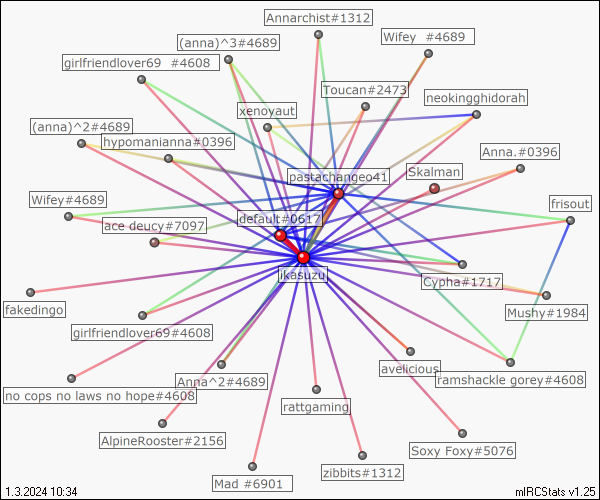 Annarchist#1312
Wifey #4689
(anna)^3#4689
girlfriendlover69 #4608
Toucan#2473
neokingghidorah
xenoyaut
(anna)^2#4689
hypomanianna#0396
Anna.#0396
pastachangeo41
Skalman
Wifey#4689
frisout
default#0617
ace deucy#7097
ikasuzu
Cypha#1717
fakedingo
Mushy#1984
girlfriendlover69#4608
avelicious
Anna^2#4689
ramshackle gorey#4608
no cops no laws no hope#4608
rattgaming
AlpineRooster#2156
Soxy Foxy#5076
zibbits#1312
Mad #6901
1.3.2024 10:34
mIRCStats v1.25